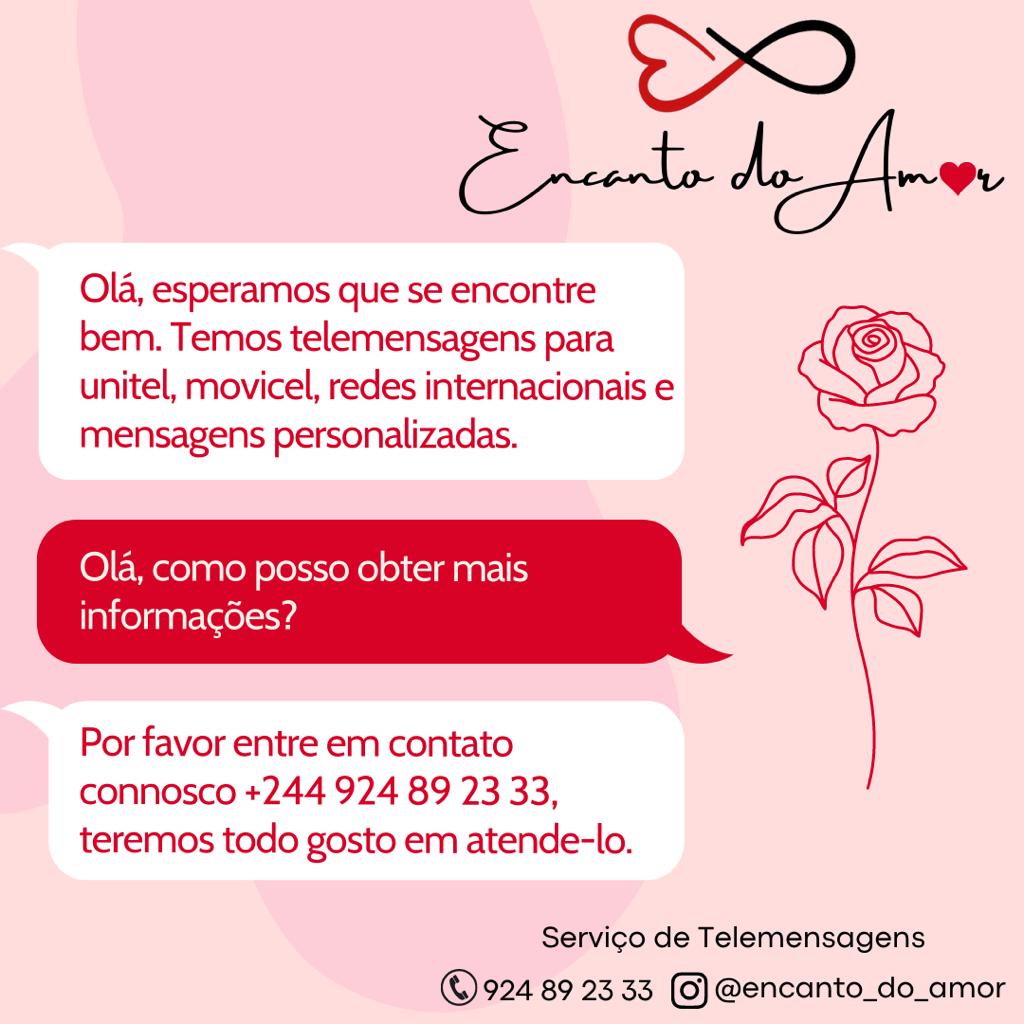 Encanto do Amor
Olá, esperamos que se encontre
bem. Temos telemensagens para
unitel, movicel, redes internacionais e
mensagens personalizadas.
Olá, como posso obter mais
informações?
Por favor entre em contato
connosco +244 924 89 23 33,
teremos todo gosto em atende-lo.
Serviço de Telemensagens
924 89 23 33 @encanto_do_amor